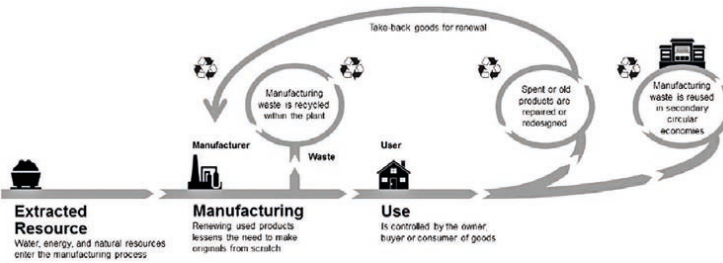 Take-back goods for renewal
Manufacturing
waste is recycled
within the plant
Spent or old
products are
repaired or
redesigned
Manufacturing
waste is reused
in secondary
circular
economies
Manufacturer
Waste
User
Extracted
Resource
Water, energy, and natural resources
enter the manufacturing process
Manufacturing
Renewing used products
lessens the need to make
originals from scratch
Use
Is controlled by the owner,
buyer or consumer of goods